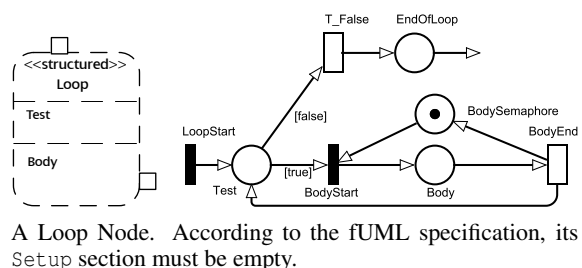 <<structured>>
Loop
Test
Body
T_False
EndOfLoop
[false]
BodySemaphore
LoopStart
BodyEnd
[true]
Test
BodyStart
Body
A Loop Node. According to the fUML specification, its
Setup section must be empty.